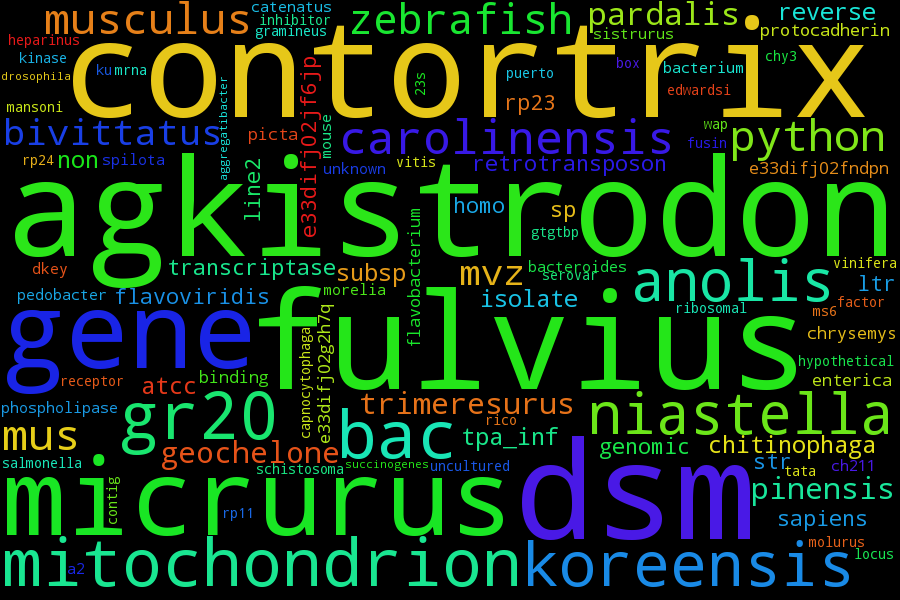 musculus
catenatus
inhibitor
gramineus
zebrafish
pardalis
reverse
sistrurus
protocadherin
heparinus
kinase
drosophila
ku
mrna
contortrix
23s
puerto
box
bacterium
chy3
edwardsi
mansoni
rp23
aggregatibacter
e33difj02jf6jp
mouse
bivittatus
picta
carolinensis
wap
fusin
python
rp24
non
spilota
line2
unknown
vitis
retrotransposon
e33difj02fndpn
agkistrodon
homo
sp
gtgtbp
flavobacterium
dkey
transcriptase
subsp
mvz
bacteroides
serovar
anolis
vinifera
ltr
pedobacter
flavoviridis
morelia
isolate
ribosomal
factor
ms6
chrysemys
gene
fulvius
capnocytophaga
e33difj02g2h7q
hypothetical
receptor
atcc
binding
enterica
phospholipase
gr20
trimeresurus
niastella
rico
mus
bac
tpa_inf
genomic
chitinophaga
geochelone
salmonella
schistosoma
succinogenes
uncultured
str
tata
ch211
micrurus
contig
rp11
dsm
pinensis
sapiens
molurus
locus
mitochondrion
a2
koreensis